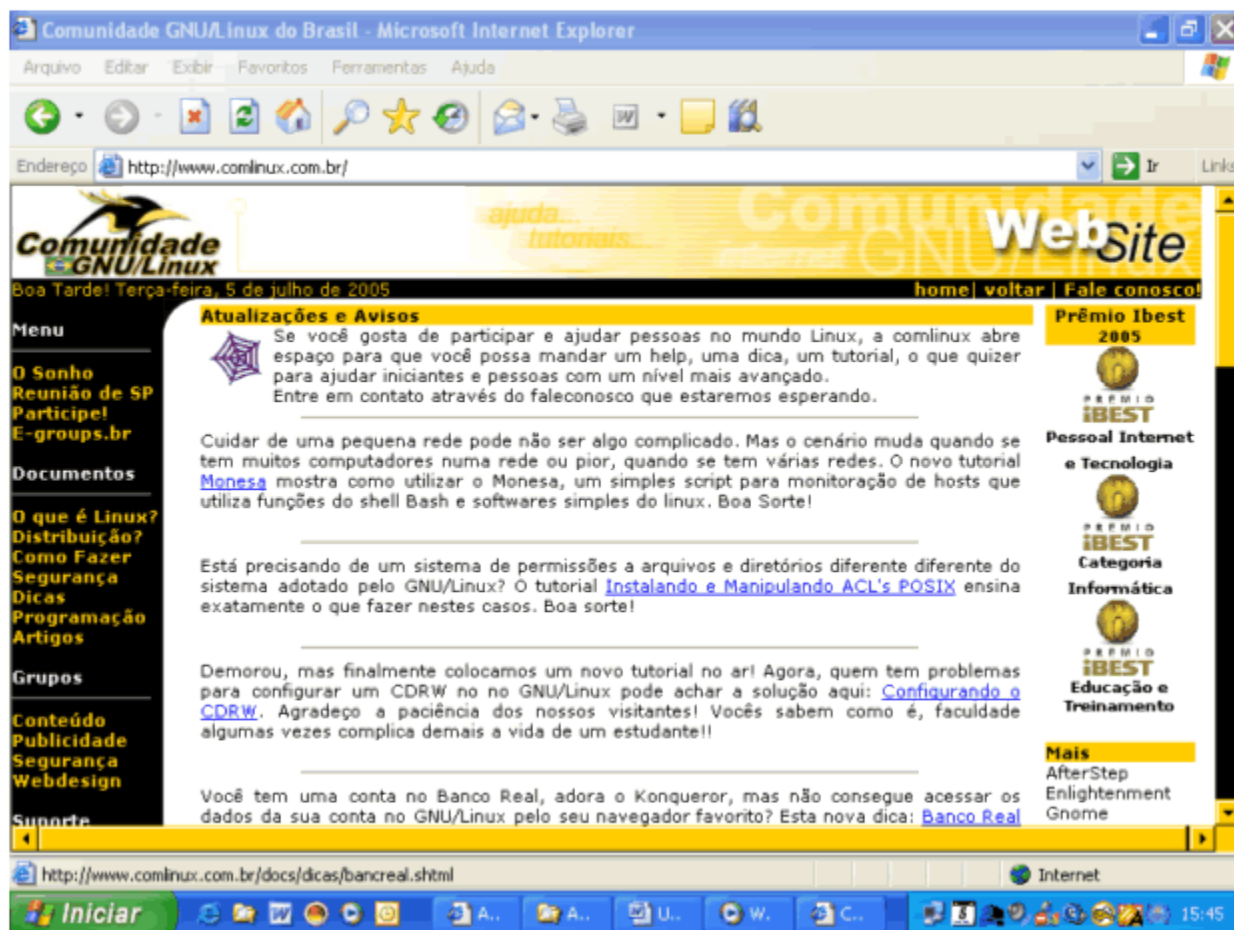 Comunidade GNU/Linux do Brasil - Microsoft Internet Explorer
Arquivo Editar Exibir Favoritos Ferramentas Ajuda
Endereço http://www.comlinux.com.br/ Ir Links
Comunidade
GNU/Linux
ajuda...
tutoriais...
Comunidade
GNU/Linux
WebSite
Boa Tarde! Terça-feira, 5 de julho de 2005
home| voltar | Fale conosco!
Menu
O Sonho
Reunião de SP
Participe!
E-groups.br
Documentos
O que é Linux?
Distribuição?
Como Fazer
Segurança
Dicas
Programação
Artigos
Grupos
Conteúdo
Publicidade
Segurança
Webdesign
Suporte
Atualizações e Avisos
Se você gosta de participar e ajudar pessoas no mundo Linux, a comlinux abre
espaço para que você possa mandar um help, uma dica, um tutorial, o que quizer
para ajudar iniciantes e pessoas com um nível mais avançado.
Entre em contato através do faleconosco que estaremos esperando.
Cuidar de uma pequena rede pode não ser algo complicado. Mas o cenário muda quando se
tem muitos computadores numa rede ou pior, quando se tem várias redes. O novo tutorial
Monesa mostra como utilizar o Monesa, um simples script para monitoração de hosts que
utiliza funções do shell Bash e softwares simples do linux. Boa Sorte!
Está precisando de um sistema de permissões a arquivos e diretórios diferente diferente do
sistema adotado pelo GNU/Linux? O tutorial Instalando e Manipulando ACL's POSIX ensina
exatamente o que fazer nestes casos. Boa sorte!
Demorou, mas finalmente colocamos um novo tutorial no ar! Agora, quem tem problemas
para configurar um CDRW no no GNU/Linux pode achar a solução aqui: Configurando o
CDRW. Agradeço a paciência dos nossos visitantes! Vocês sabem como é, faculdade
algumas vezes complica demais a vida de um estudante!!
Você tem uma conta no Banco Real, adora o Konqueror, mas não consegue acessar os
dados da sua conta no GNU/Linux pelo seu navegador favorito? Esta nova dica: Banco Real
Prêmio Ibest
2005
PRÊMIO
iBEST
Pessoal Internet
e Tecnologia
PRÊMIO
iBEST
Categoria
Informática
PRÊMIO
iBEST
Educação e
Treinamento
Mais
AfterStep
Enlightenment
Gnome
http://www.comlinux.com.br/docs/dicas/bancreal.shtml
Internet
Iniciar A.. A.. U.. W. C.. 15:45